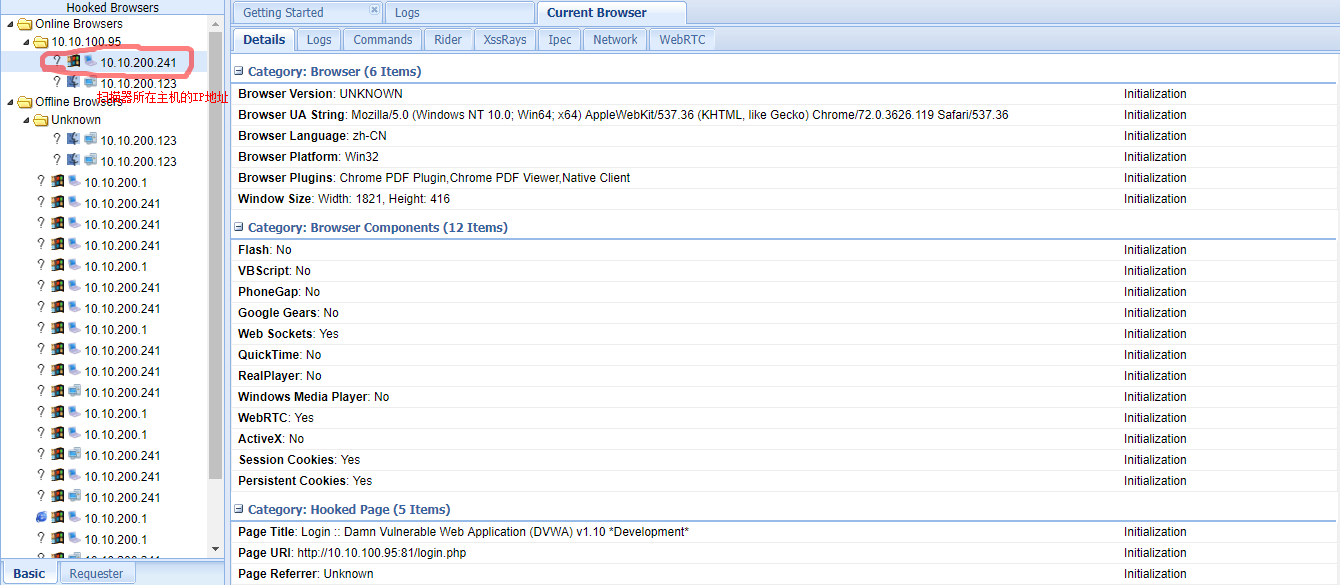 Hooked Browsers
Online Browsers
10.10.100.95
? 10.10.200.241
? 10.10.200.123
扫描器所在主机的IP地址
Offline Browsers
Unknown
? 10.10.200.123
? 10.10.200.123
? 10.10.200.1
? 10.10.200.241
? 10.10.200.241
? 10.10.200.241
? 10.10.200.1
? 10.10.200.241
? 10.10.200.241
? 10.10.200.1
? 10.10.200.241
? 10.10.200.241
? 10.10.200.241
? 10.10.200.1
? 10.10.200.1
? 10.10.200.241
? 10.10.200.241
? 10.10.200.241
10.10.200.1
? 10.10.200.1
? 10.10.200.241
Basic Requester
Getting Started Logs Current Browser
Details Logs Commands Rider XssRays Ipec Network WebRTC
Category: Browser (6 Items)
Browser Version: UNKNOWN Initialization
Browser UA String: Mozilla/5.0 (Windows NT 10.0; Win64; x64) AppleWebKit/537.36 (KHTML, like Gecko) Chrome/72.0.3626.119 Safari/537.36 Initialization
Browser Language: zh-CN Initialization
Browser Platform: Win32 Initialization
Browser Plugins: Chrome PDF Plugin,Chrome PDF Viewer,Native Client Initialization
Window Size: Width: 1821, Height: 416 Initialization
Category: Browser Components (12 Items)
Flash: No Initialization
VBScript: No Initialization
PhoneGap: No Initialization
Google Gears: No Initialization
Web Sockets: Yes Initialization
QuickTime: No Initialization
RealPlayer: No Initialization
Windows Media Player: No Initialization
WebRTC: Yes Initialization
ActiveX: No Initialization
Session Cookies: Yes Initialization
Persistent Cookies: Yes Initialization
Category: Hooked Page (5 Items)
Page Title: Login :: Damn Vulnerable Web Application (DVWA) v1.10 *Development* Initialization
Page URI: http://10.10.100.95:81/login.php Initialization
Page Referrer: Unknown Initialization